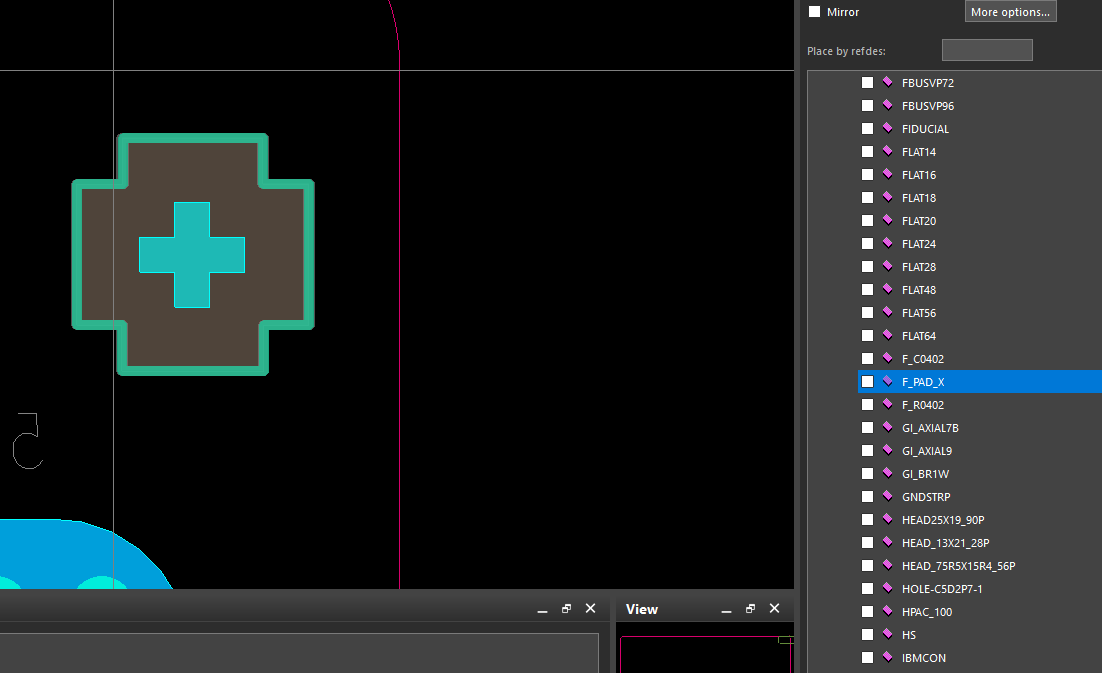 Mirror
More options...
Place by refdes:
FBUSVP72
FBUSVP96
FIDUCIAL
FLAT14
FLAT16
FLAT18
FLAT20
FLAT24
FLAT28
FLAT48
FLAT56
FLAT64
F_C0402
F_PAD_X
F_R0402
GI_AXIAL7B
GI_AXIAL9
GI_BR1W
GNDSTRP
HEAD25X19_90P
HEAD_13X21_28P
HEAD_75R5X15R4_56P
HOLE-C5D2P7-1
HPAC_100
HS
IBMCON
View